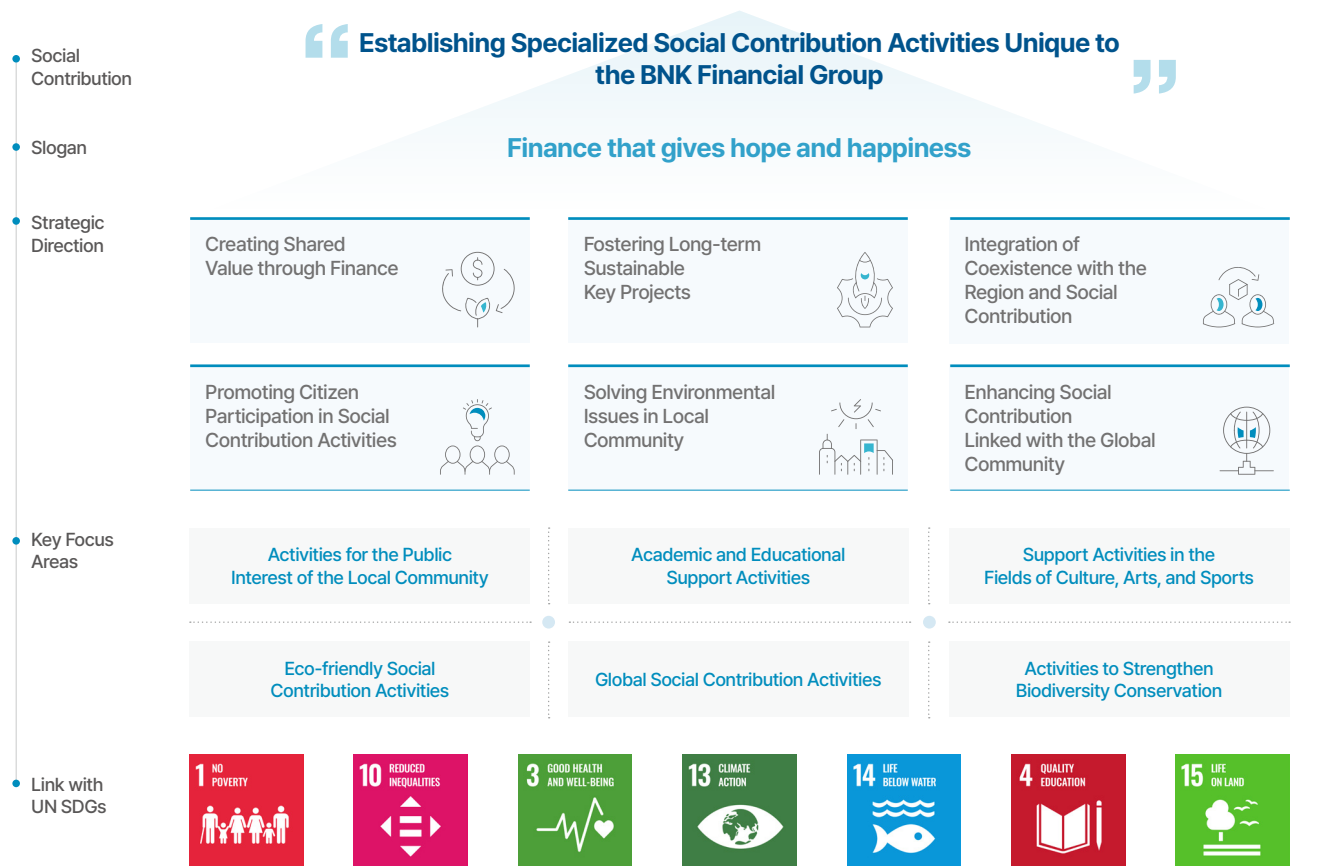 Social
Contribution
Establishing Specialized Social Contribution Activities Unique to
the BNK Financial Group
Slogan
Finance that gives hope and happiness
Strategic
Direction
Creating Shared
Value through Finance
Fostering Long-term
Sustainable
Key Projects
Integration of
Coexistence with the
Region and Social
Contribution
Promoting Citizen
Participation in Social
Contribution Activities
Solving Environmental
Issues in Local
Community
Enhancing Social
Contribution
Linked with the Global
Community
Key Focus
Areas
Activities for the Public
Interest of the Local Community
Academic and Educational
Support Activities
Support Activities in the
Fields of Culture, Arts, and Sports
Eco-friendly Social
Contribution Activities
Global Social Contribution Activities
Activities to Strengthen
Biodiversity Conservation
Link with
UN SDGs
1 NO
POVERTY
10 REDUCED
INEQUALITIES
3 GOOD HEALTH
AND WELL-BEING
13 CLIMATE
ACTION
14 LIFE
BELOW WATER
4 QUALITY
EDUCATION
15 LIFE
ON LAND